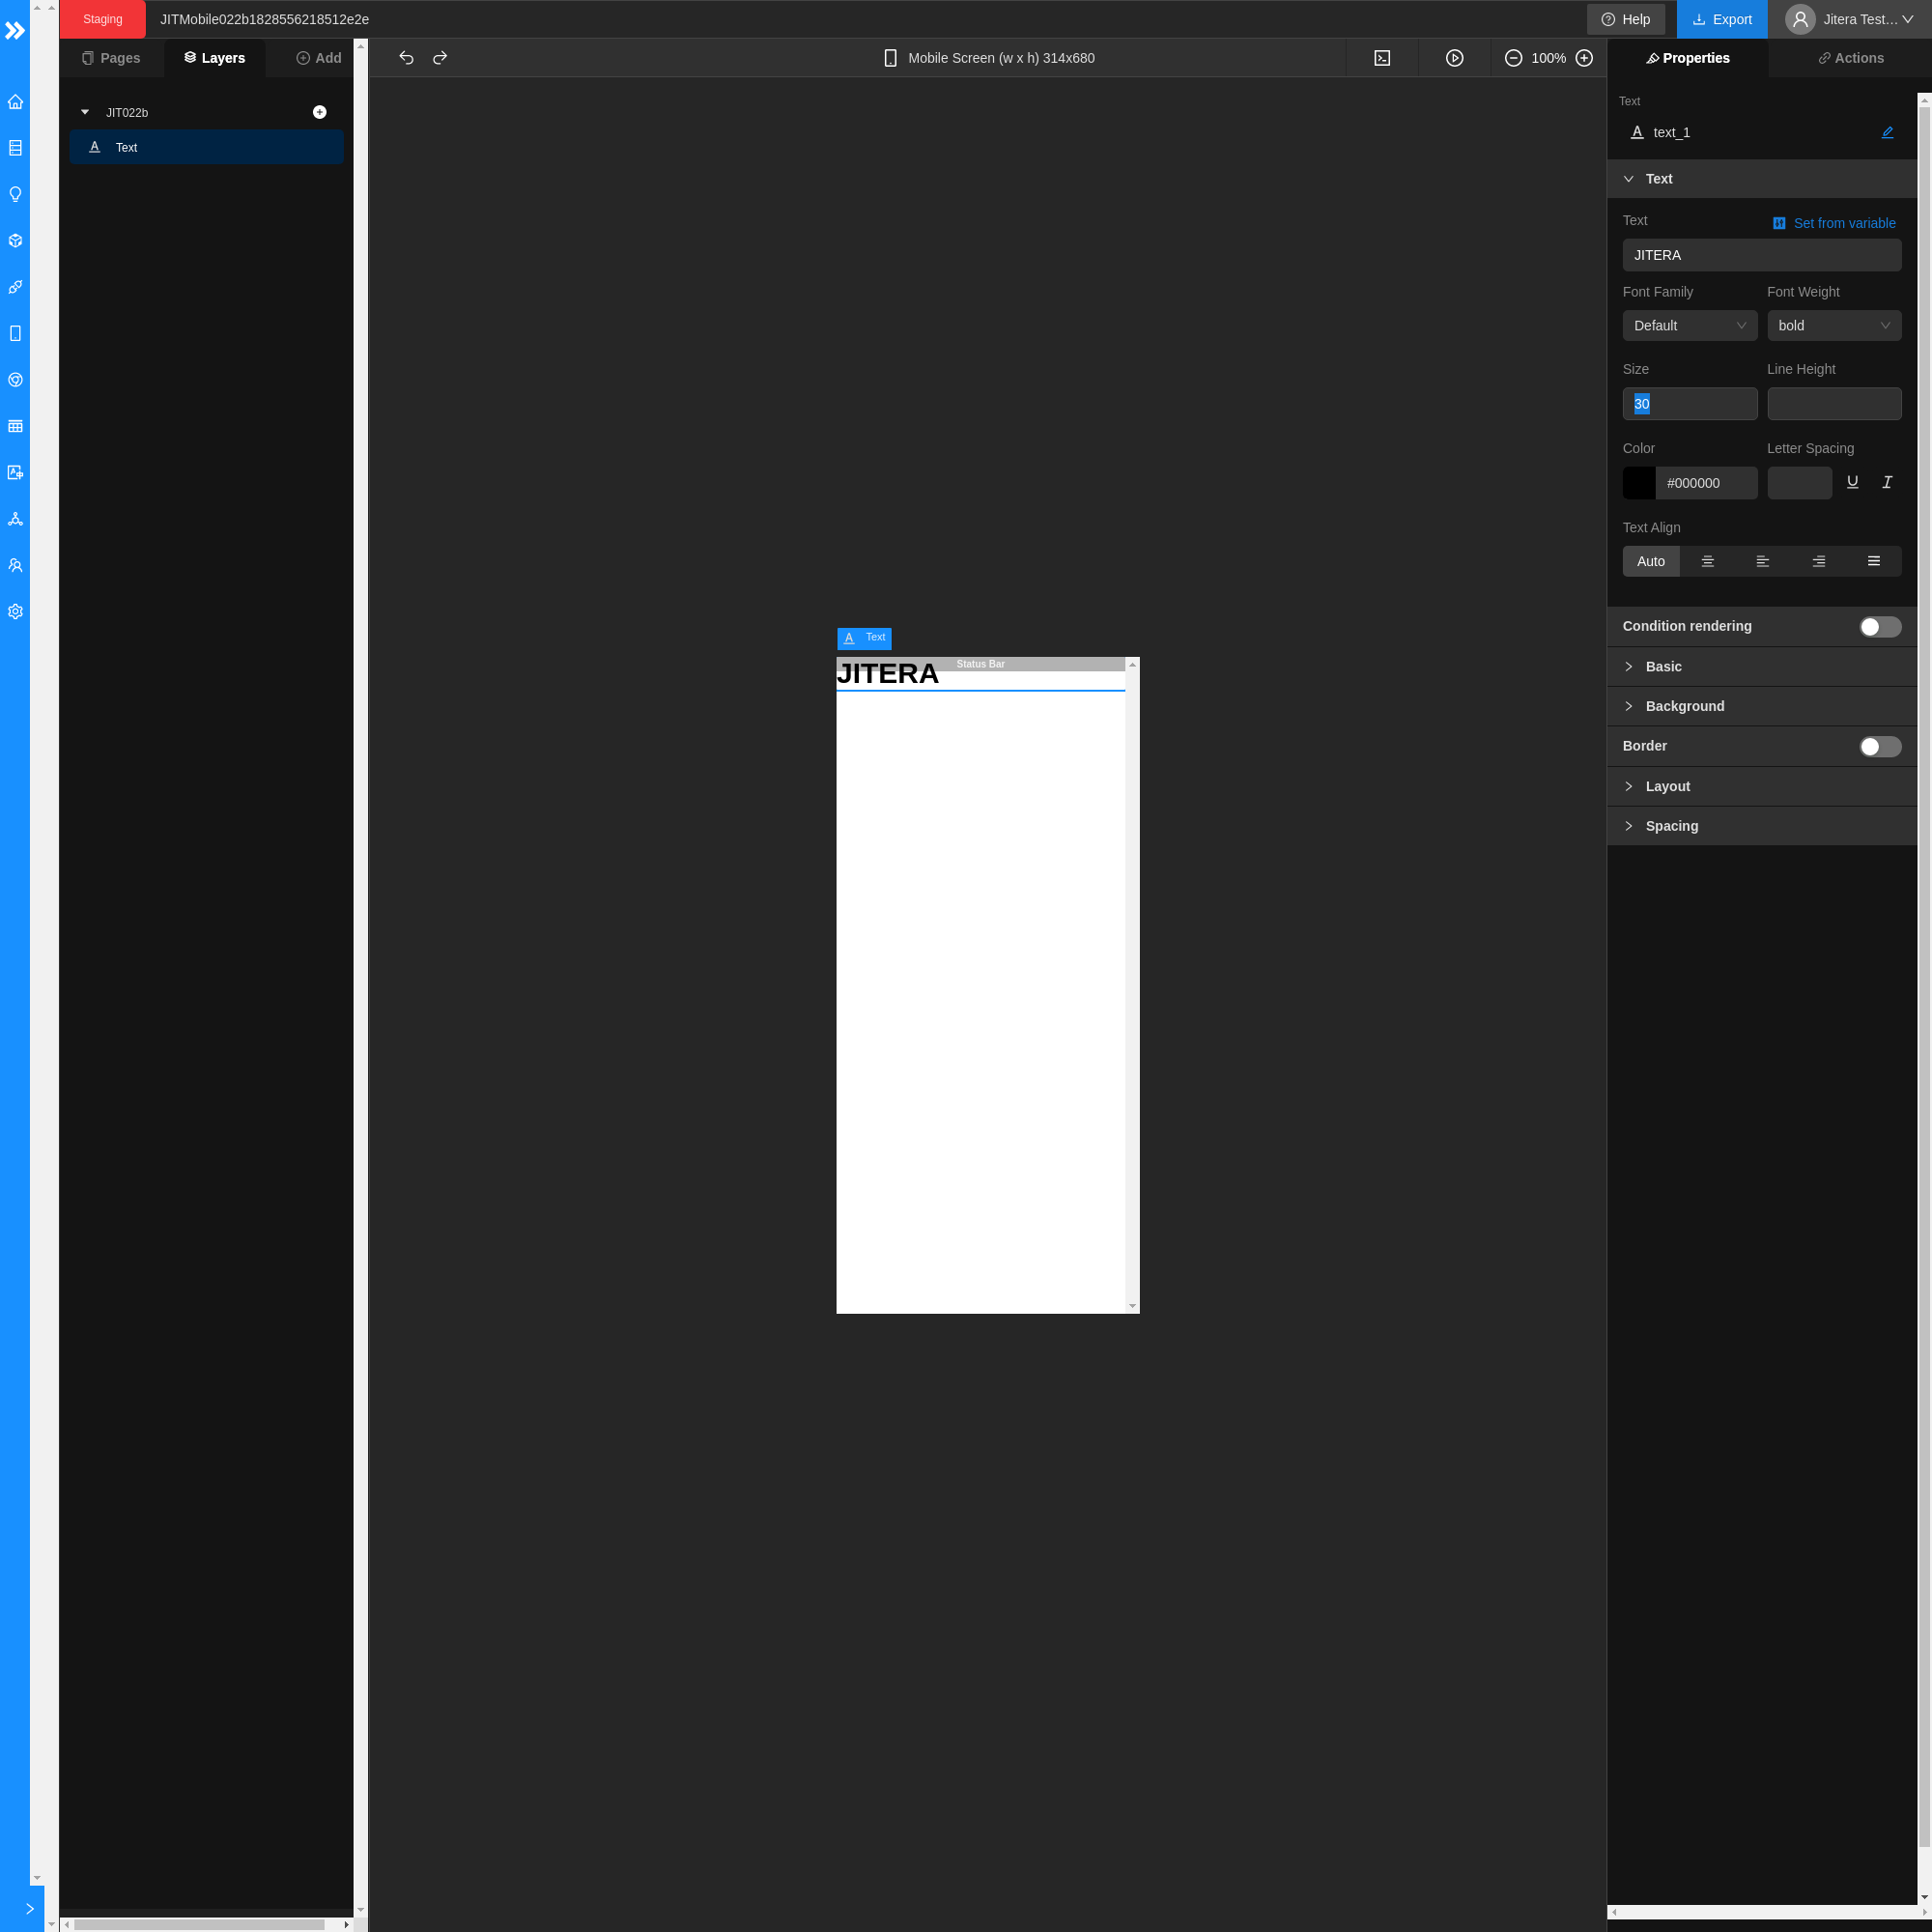 Staging
JITMobile022b1828556218512e2e
Help
Export
Jitera Test...
Pages
Layers
Add
Mobile Screen (w x h) 314x680
100%
Properties
Actions
JIT022b
Text
Text
text_1
Text
Text
Set from variable
JITERA
Font Family
Font Weight
Default
bold
Size
Line Height
30
Color
Letter Spacing
#000000
Text Align
Auto
Condition rendering
Basic
Background
Border
Layout
Spacing
Text
Status Bar
JITERA